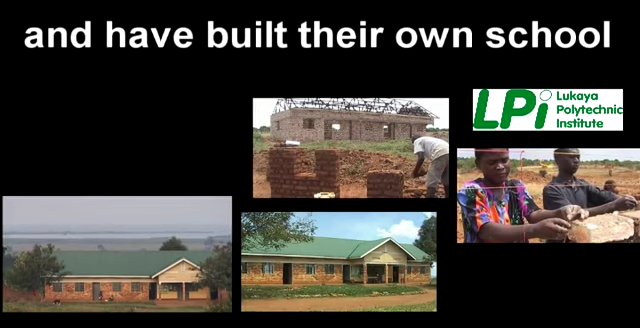 and have built their own school
LPi
Lukaya
Polytechnic
Institute